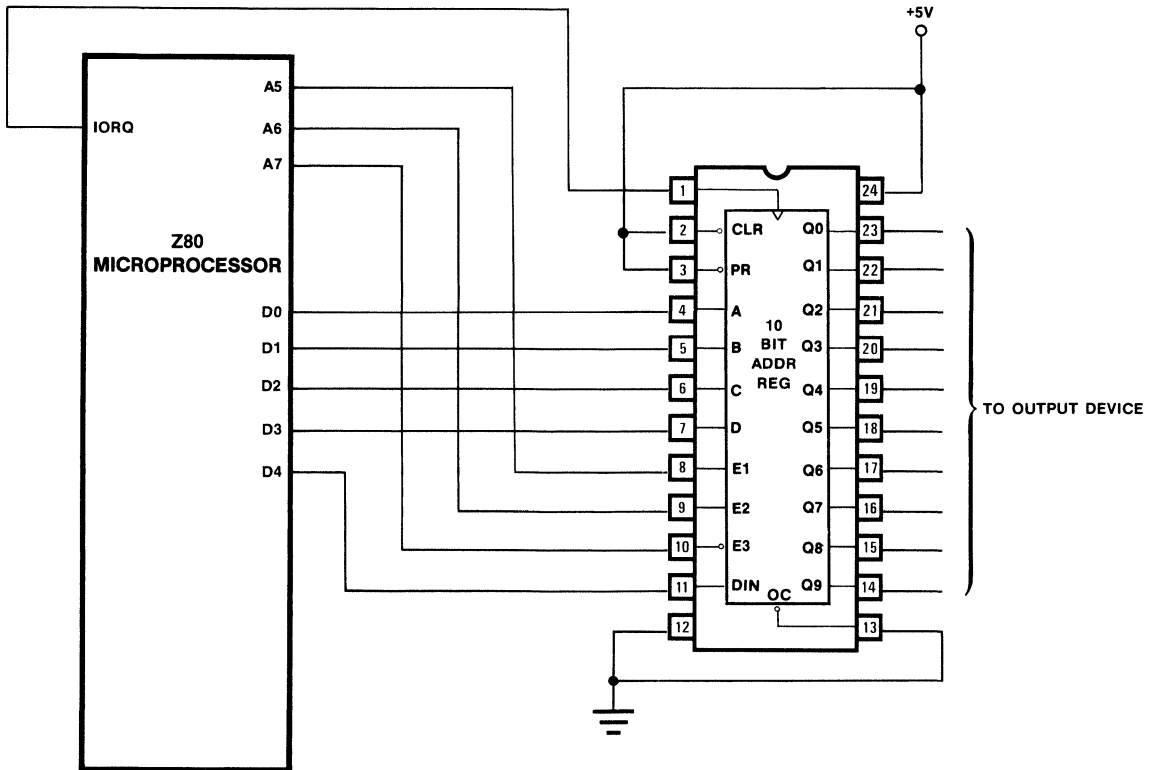 +5V
IORQ
A5
A6
A7
Z80
MICROPROCESSOR
D0
D1
D2
D3
D4
1
2
3
4
5
6
7
8
9
10
11
12
CLR
PR
A
B
C
D
E1
E2
E3
DIN
OC
10
BIT
ADDR
REG
Q0
Q1
Q2
Q3
Q4
Q5
Q6
Q7
Q8
Q9
24
23
22
21
20
19
18
17
16
15
14
13
TO OUTPUT DEVICE